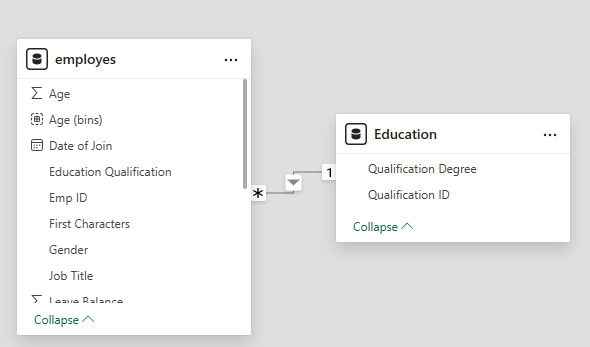 employes
Age
Age (bins)
Date of Join
Education Qualification
Emp ID
First Characters
Gender
Job Title
Leave Balance
Collapse
*
1
Education
Qualification Degree
Qualification ID
Collapse